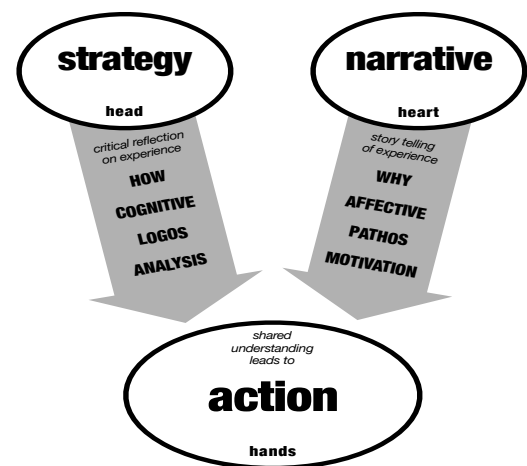 strategy
head
critical reflection
on experience
HOW
COGNITIVE
LOGOS
ANALYSIS
narrative
heart
story telling
of experience
WHY
AFFECTIVE
PATHOS
MOTIVATION
shared
understanding
leads to
action
hands